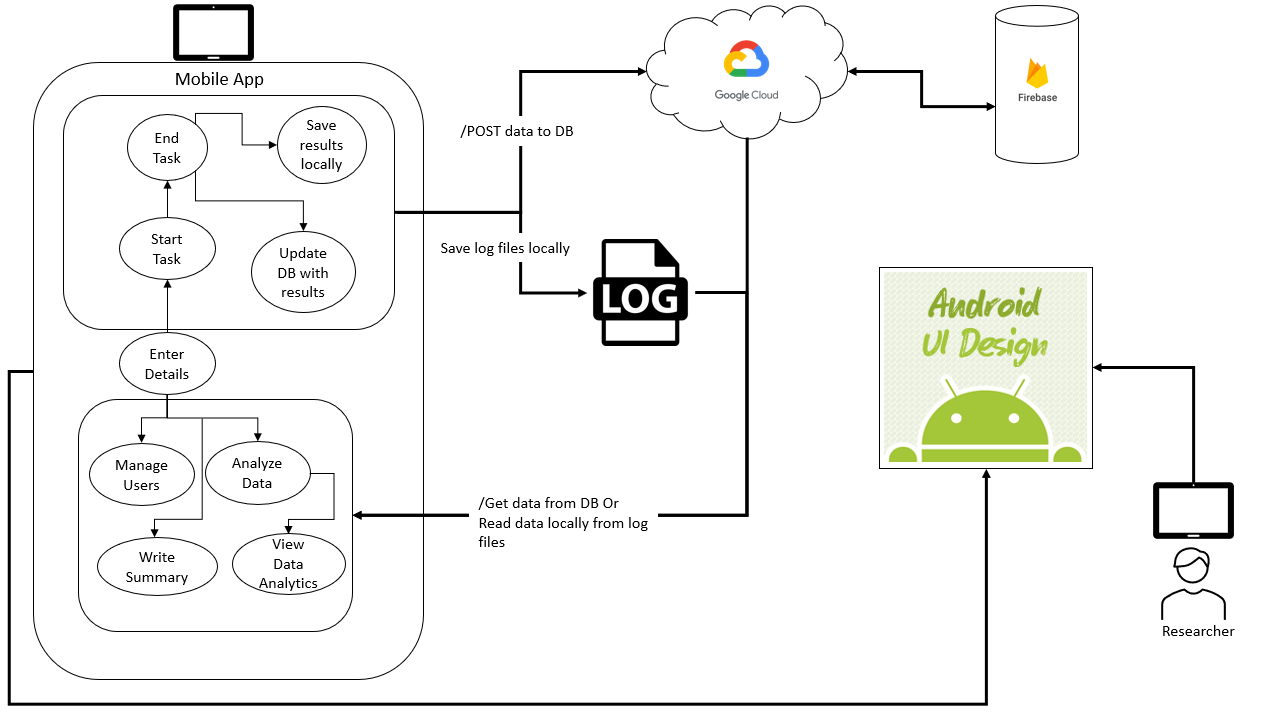 Mobile App
End
Task
Save
results
locally
Start
Task
Update
DB with
results
Enter
Details
Manage
Users
Analyze
Data
Write
Summary
View
Data
Analytics
/POST data to DB
Save log files locally
LOG
Google Cloud
Firebase
/Get data from DB Or
Read data locally from log
files
Android
UI Design
Researcher